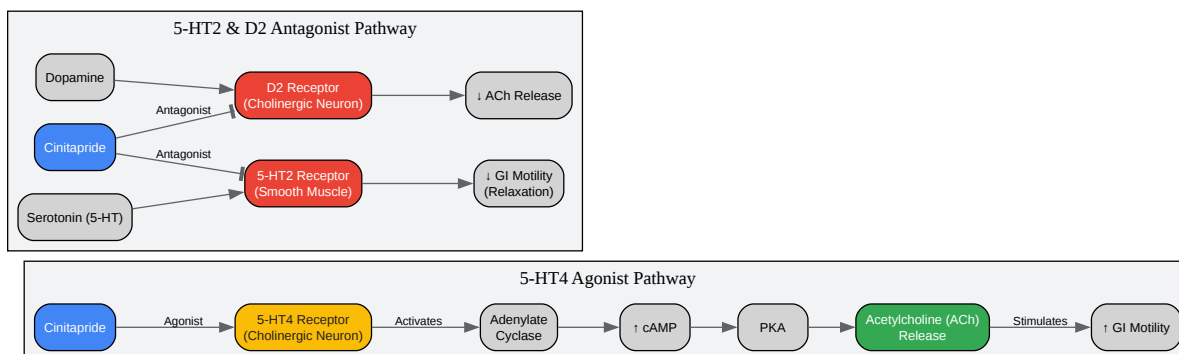 5-HT2 & D2 Antagonist Pathway
Dopamine
D2 Receptor
(Cholinergic Neuron)
↓ ACh Release
Antagonist
Cinitapride
Antagonist
5-HT2 Receptor
(Smooth Muscle)
↓ GI Motility
(Relaxation)
Serotonin (5-HT)
5-HT4 Agonist Pathway
Cinitapride
Agonist
5-HT4 Receptor
(Cholinergic Neuron)
Activates
Adenylate
Cyclase
↑ cAMP
PKA
Acetylcholine (ACh)
Release
Stimulates
↑ GI Motility